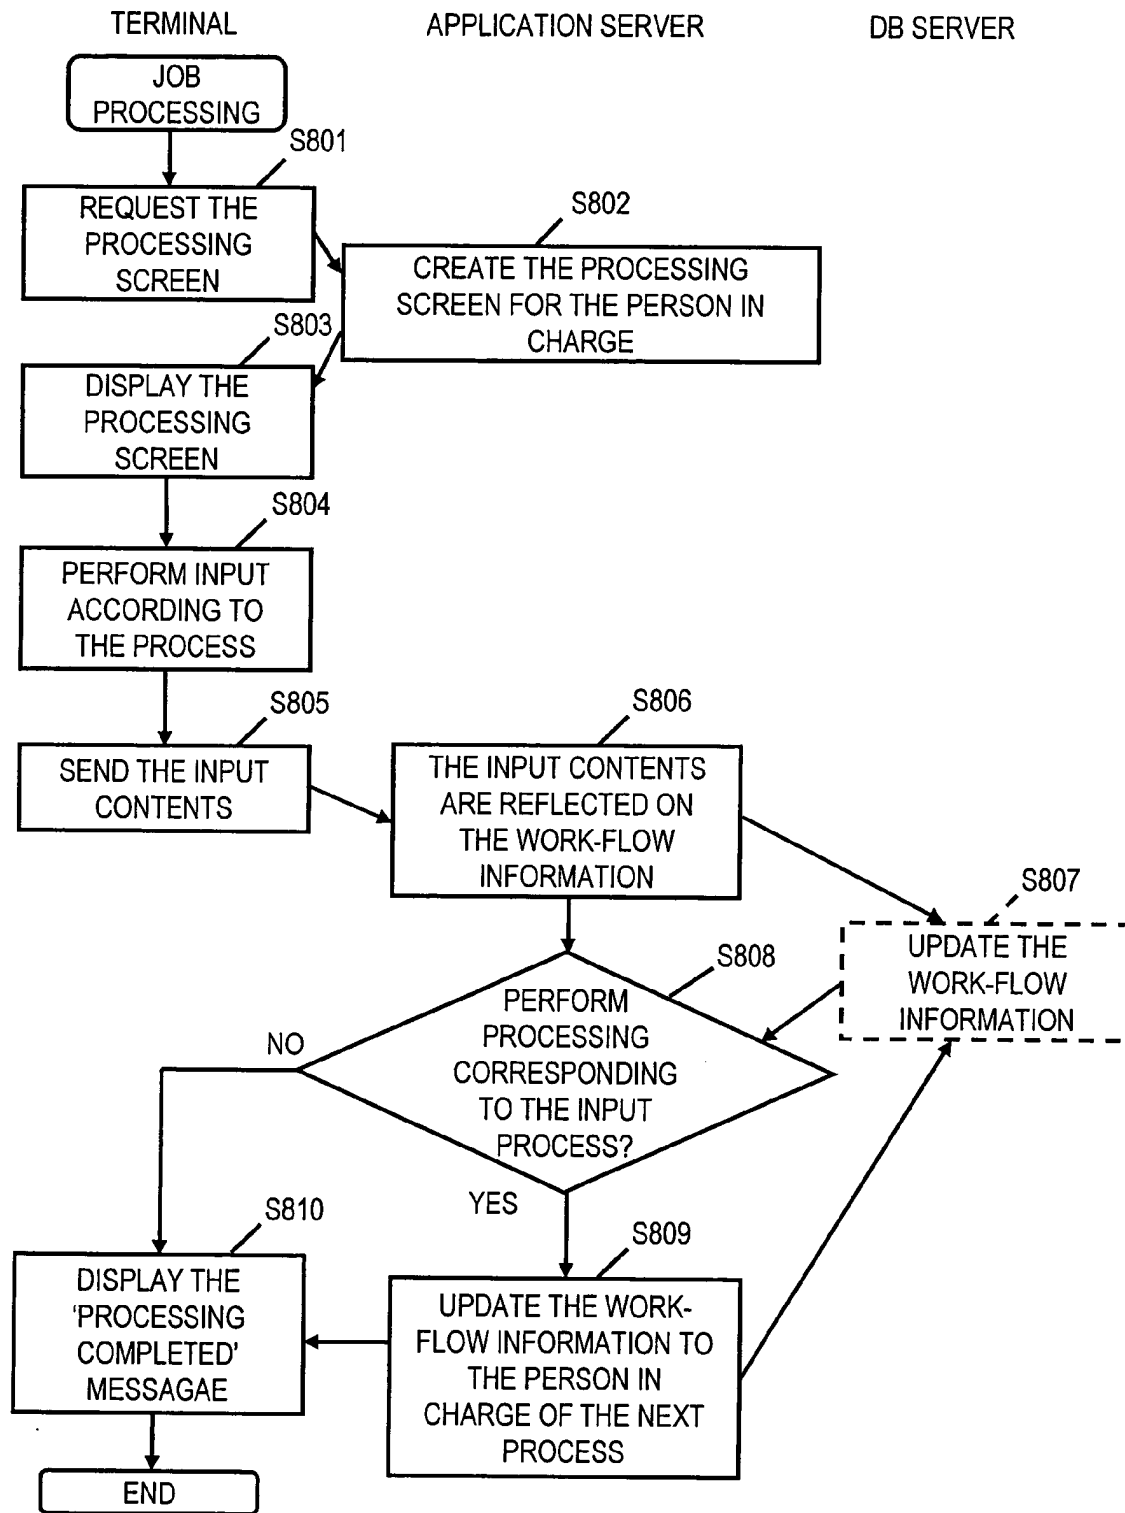 TERMINAL
APPLICATION SERVER
DB SERVER
JOB
PROCESSING
S801
REQUEST THE
PROCESSING
SCREEN
S802
CREATE THE PROCESSING
SCREEN FOR THE PERSON IN
CHARGE
S803
DISPLAY THE
PROCESSING
SCREEN
S804
PERFORM INPUT
ACCORDING TO
THE PROCESS
S805
SEND THE INPUT
CONTENTS
S806
THE INPUT CONTENTS
ARE REFLECTED ON
THE WORK-FLOW
INFORMATION
S807
UPDATE THE
WORK-FLOW
INFORMATION
S808
PERFORM
PROCESSING
CORRESPONDING
TO THE INPUT
PROCESS?
NO
YES
S809
UPDATE THE WORK-
FLOW INFORMATION TO
THE PERSON IN
CHARGE OF THE NEXT
PROCESS
S810
DISPLAY THE
'PROCESSING
COMPLETED'
MESSAGAE
END